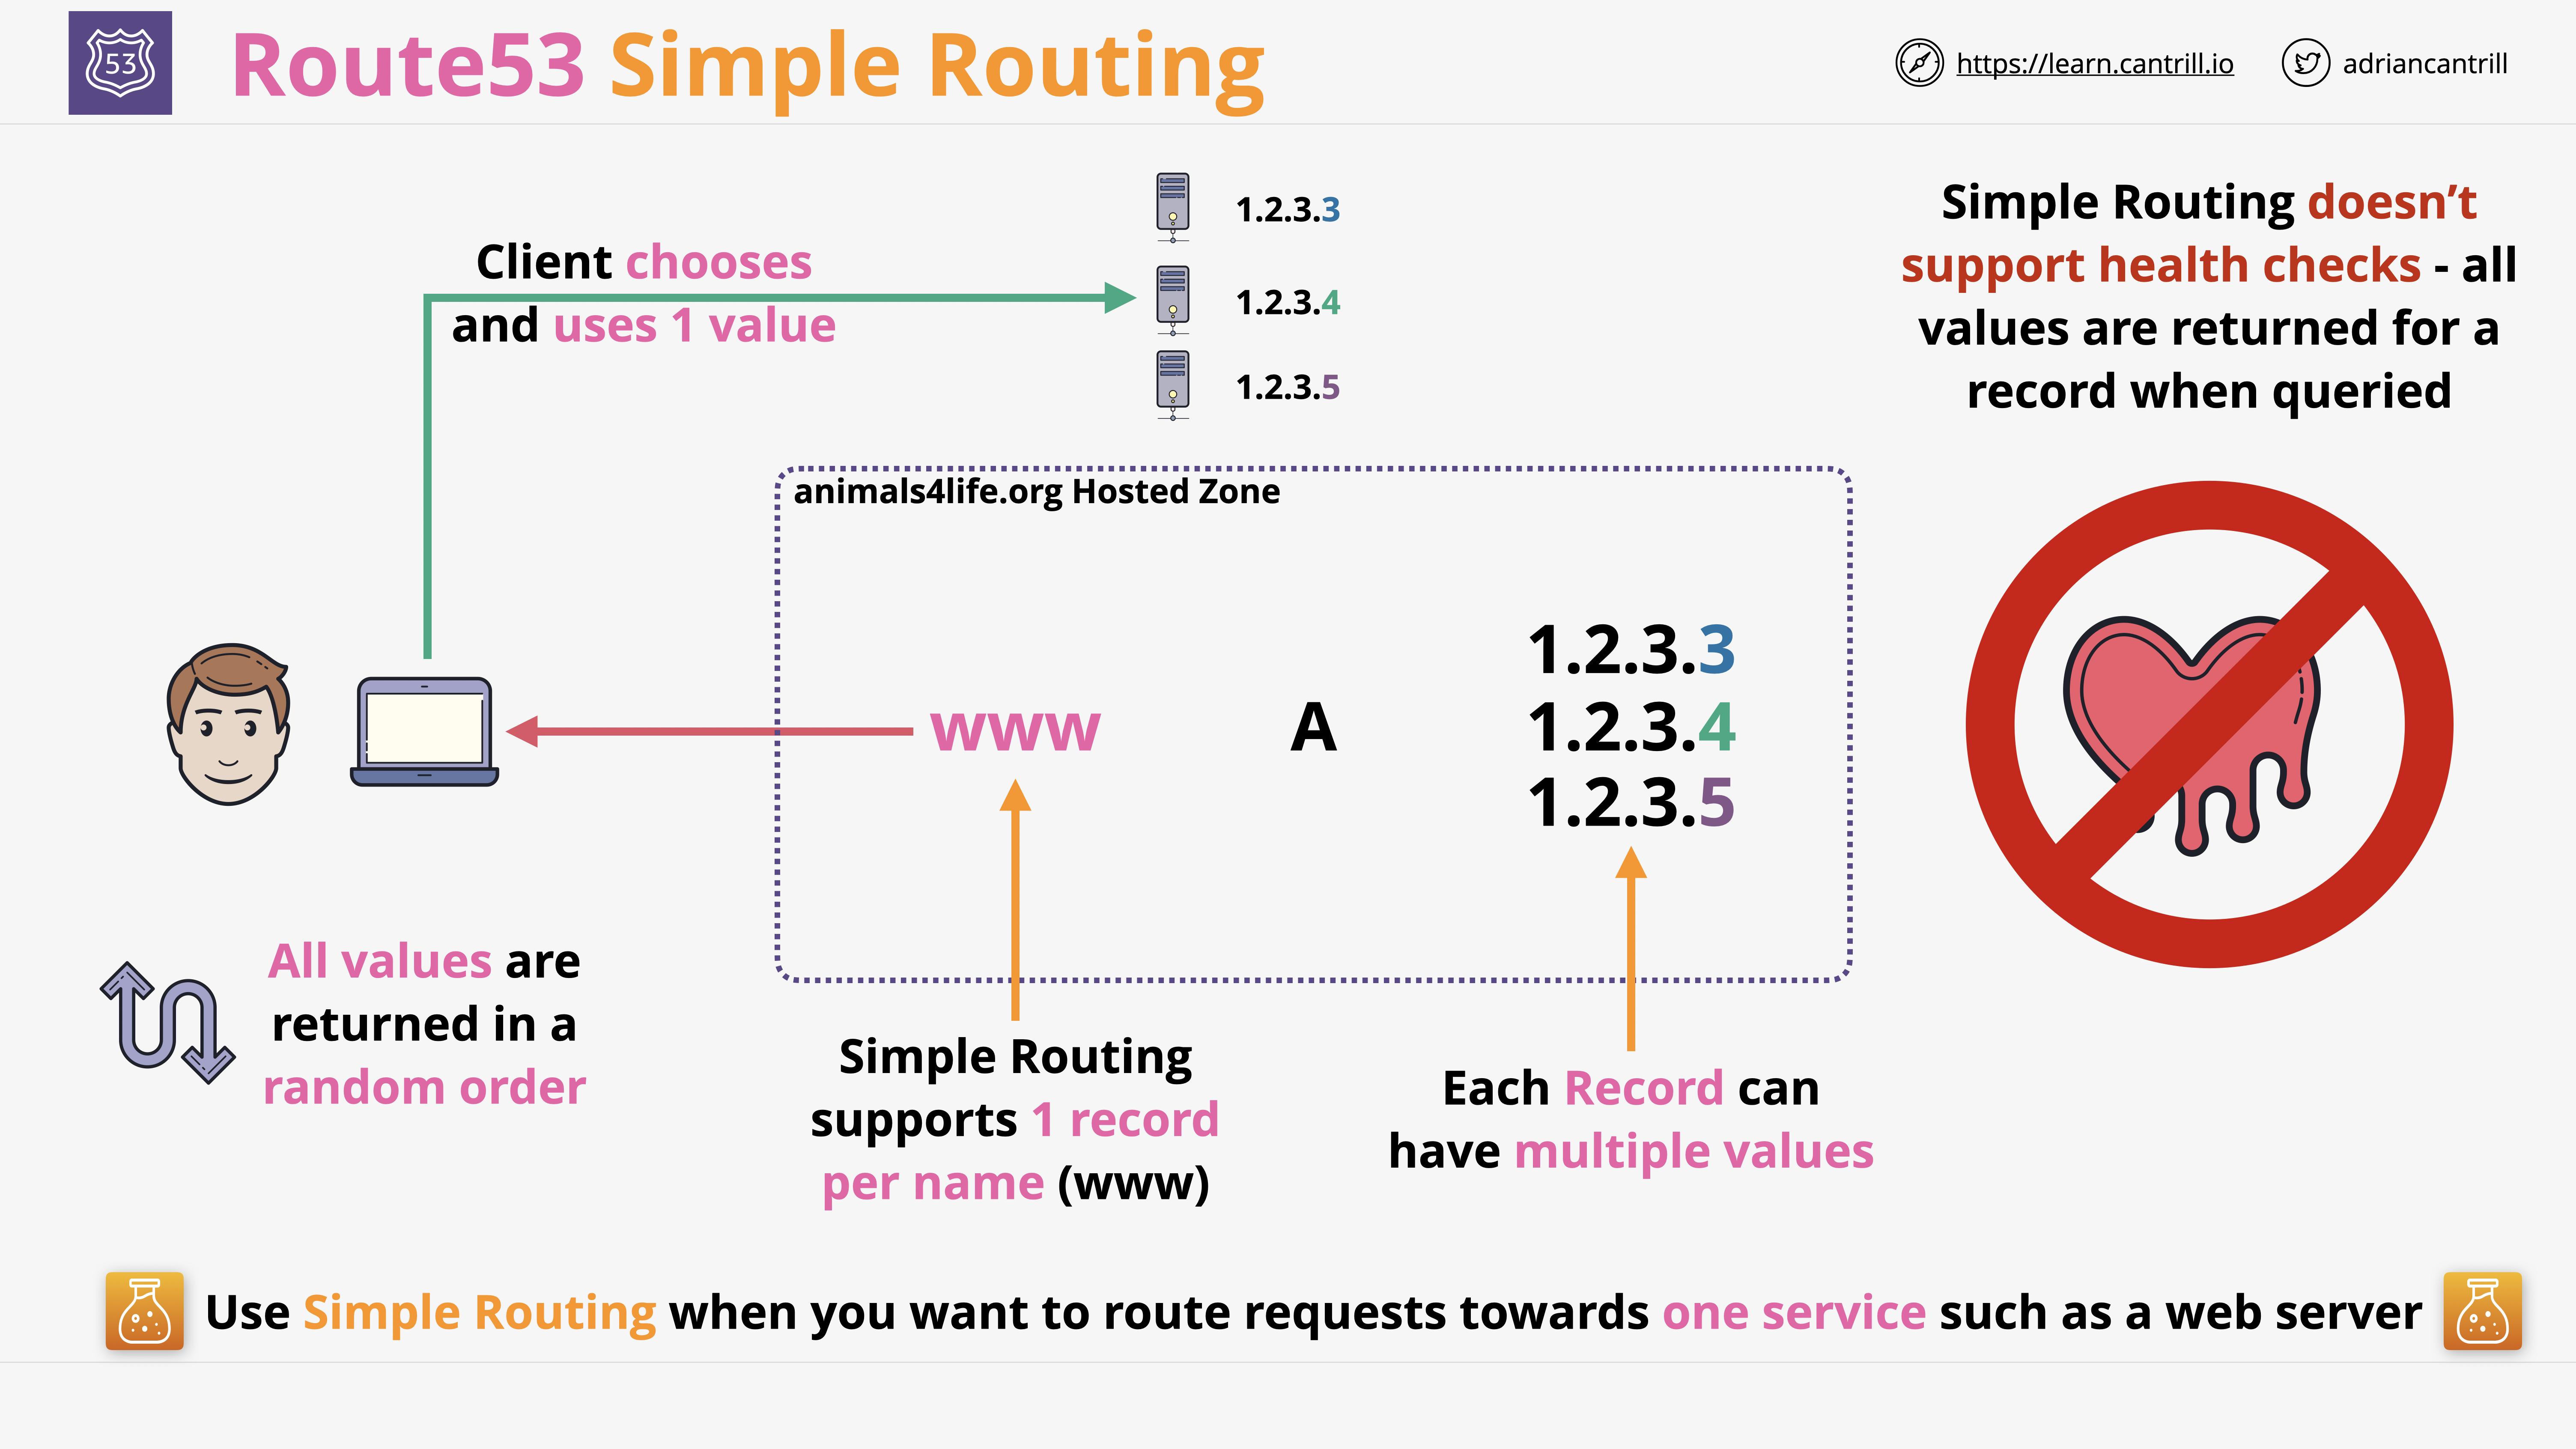 53
Route53 Simple Routing
https://learn.cantrill.io
adriancantrill
Client chooses
and uses 1 value
1.2.3.3
1.2.3.4
1.2.3.5
Simple Routing doesn’t
support health checks - all
values are returned for a
record when queried
animals4life.org Hosted Zone
www
A
1.2.3.3
1.2.3.4
1.2.3.5
All values are
returned in a
random order
Simple Routing
supports 1 record
per name (www)
Each Record can
have multiple values
Use Simple Routing when you want to route requests towards one service such as a web server